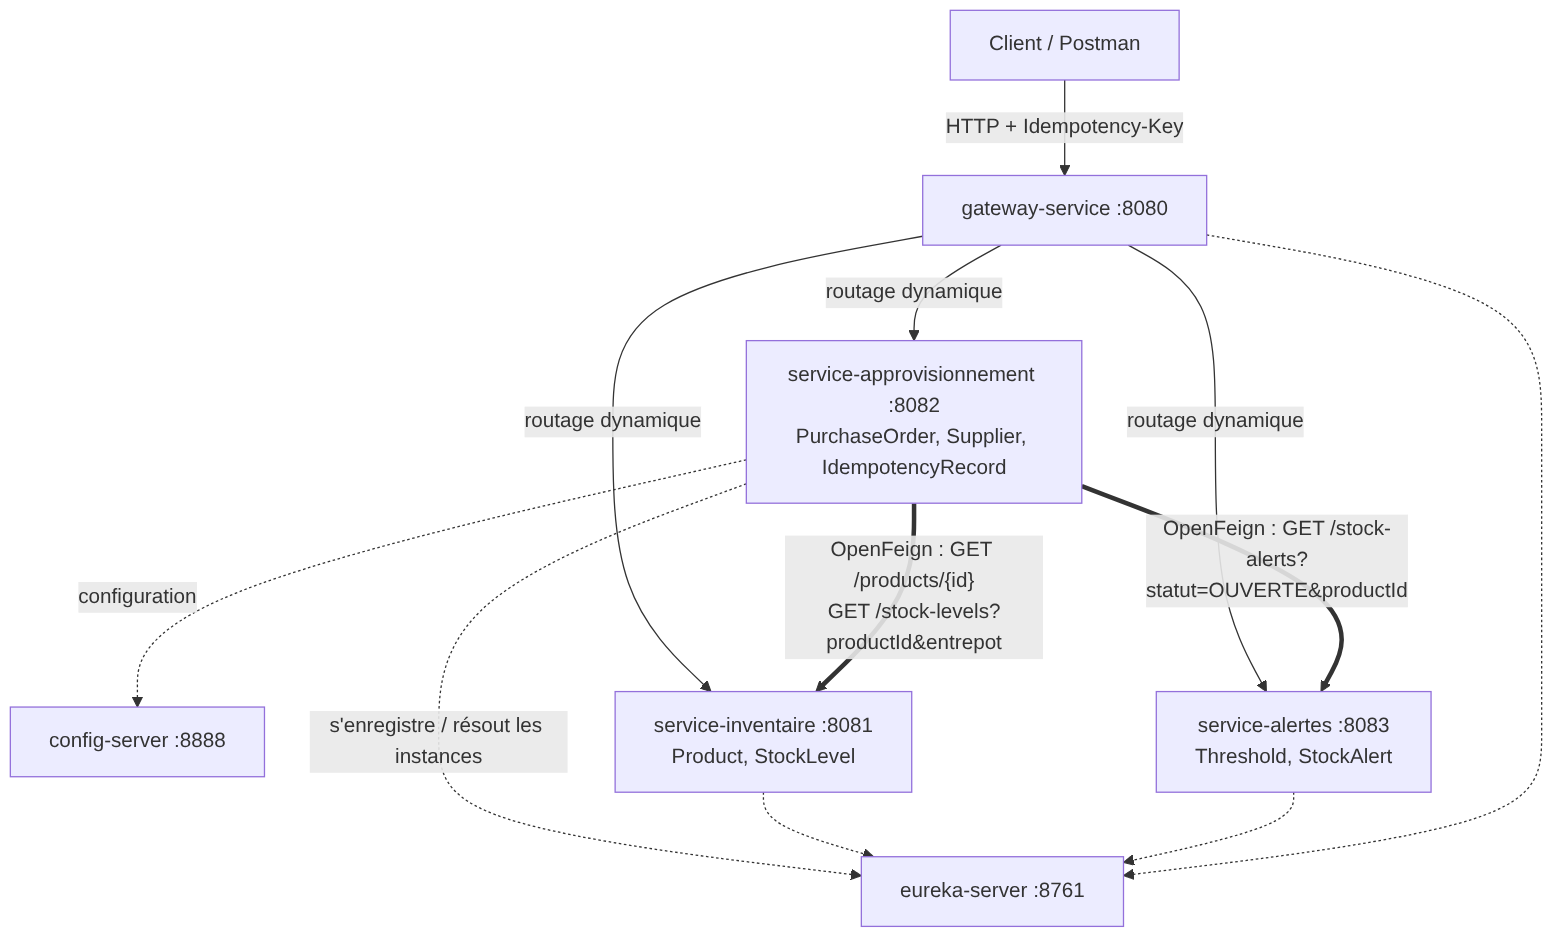 Client / Postman
HTTP + Idempotency-Key
gateway-service :8080
routage dynamique
service-approvisionnement
:8082
PurchaseOrder, Supplier,
IdempotencyRecord
routage dynamique
routage dynamique
OpenFeign : GET
/products/{id}
GET /stock-levels?
productId&entrepot
OpenFeign : GET /stock-
alerts?
statut=OUVERTE&productId
configuration
s'enregistre / résout les
instances
config-server :8888
service-inventaire :8081
Product, StockLevel
service-alertes :8083
Threshold, StockAlert
eureka-server :8761